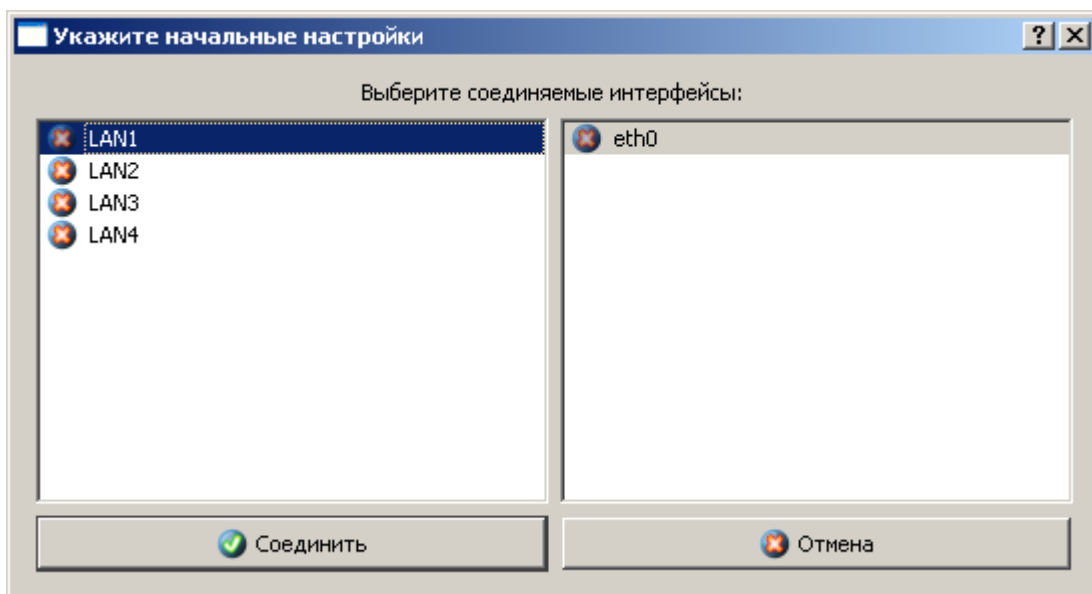 Укажите начальные настройки
Выберите соединяемые интерфейсы:
LAN1
LAN2
LAN3
LAN4
eth0
Соединить
Отмена